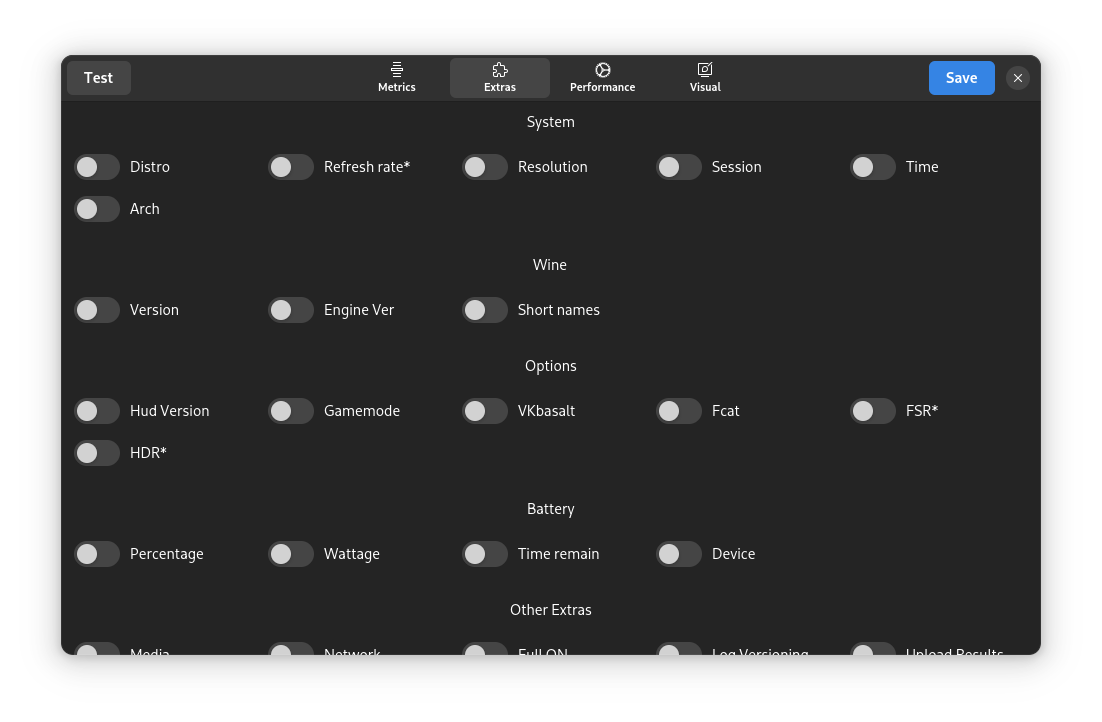 Test
Metrics
Extras
Performance
Visual
Save
System
Distro Refresh rate* Resolution Session Time
Arch
Wine
Version Engine Ver Short names
Options
Hud Version Gamemode VKbasalt Fcat FSR*
HDR*
Battery
Percentage Wattage Time remain Device
Other Extras
Media Network Full ON Log Versioning Upload Results